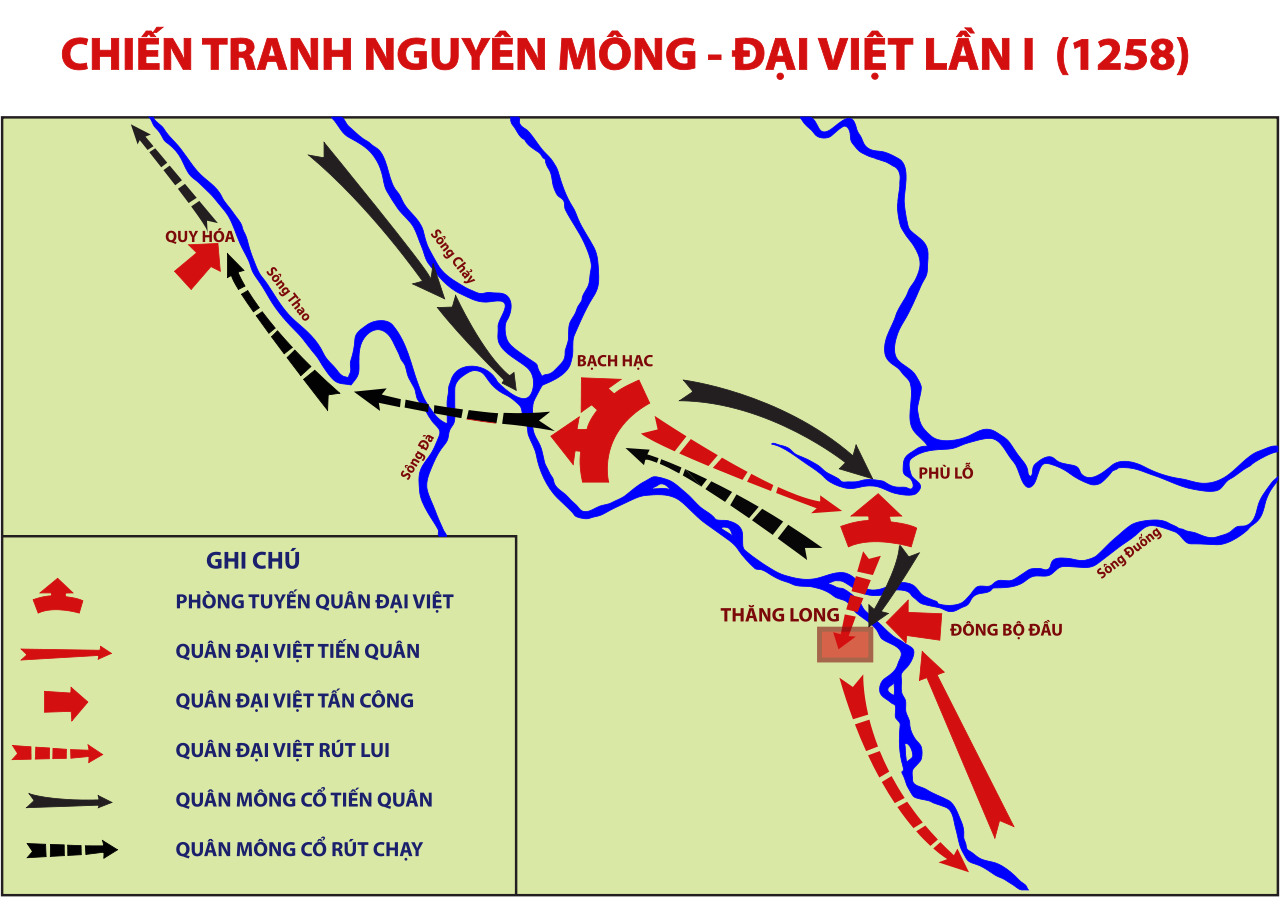 CHIẾN TRANH NGUYÊN MÔNG - ĐẠI VIỆT LẦN I (1258)
QUY HÓA
Sông Thao
Sông Chảy
BẠCH HẠC
Sông Đà
PHÙ LỖ
Sông Đuống
THĂNG LONG
ĐÔNG BỘ ĐẦU
GHI CHÚ
PHÒNG TUYẾN QUÂN ĐẠI VIỆT
QUÂN ĐẠI VIỆT TIẾN QUÂN
QUÂN ĐẠI VIỆT TẤN CÔNG
QUÂN ĐẠI VIỆT RÚT LUI
QUÂN MÔNG CỔ TIẾN QUÂN
QUÂN MÔNG CỔ RÚT CHẠY